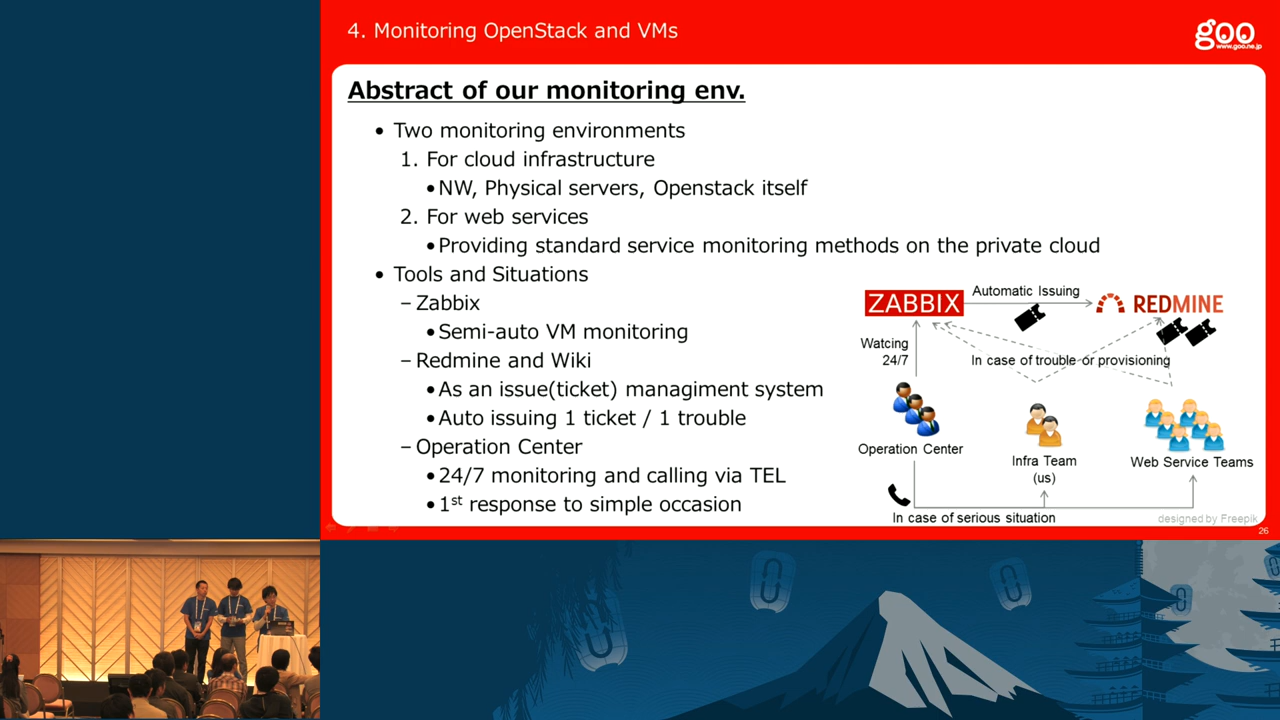 4. Monitoring OpenStack and VMs
goo
www.goo.ne.jp
Abstract of our monitoring env.
• Two monitoring environments
1. For cloud infrastructure
•NW, Physical servers, Openstack itself
2. For web services
•Providing standard service monitoring methods on the private cloud
• Tools and Situations
–Zabbix
•Semi-auto VM monitoring
–Redmine and Wiki
•As an issue(ticket) managiment system
•Auto issuing 1 ticket / 1 trouble
–Operation Center
•24/7 monitoring and calling via TEL
•1st response to simple occasion
ZABBIX
Automatic Issuing
REDMINE
Watcing
24/7
In case of trouble or provisioning
Operation Center
Infra Team
(us)
Web Service Teams
In case of serious situation
designed by Freepik
26